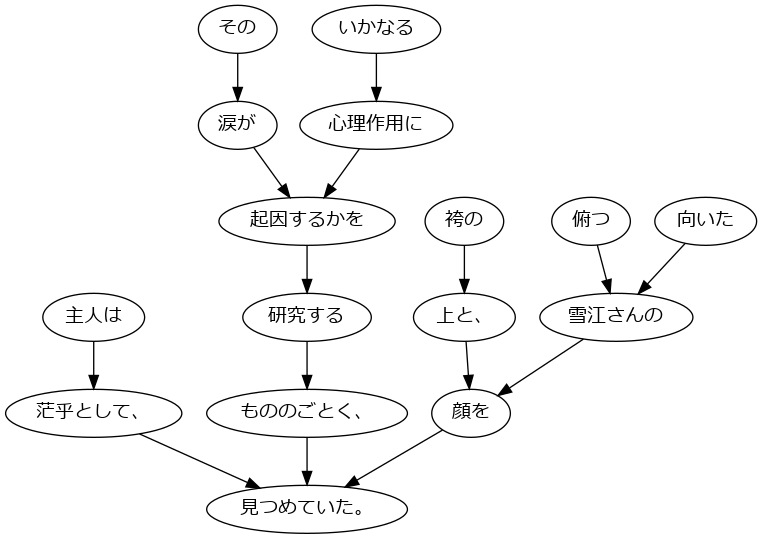 その
いかなる
涙が
心理作用に
起因するかを
袴の
俯つ
向いた
主人は
研究する
上と、
雪江さんの
茫乎として、
もののごとく、
顔を
見つめていた。